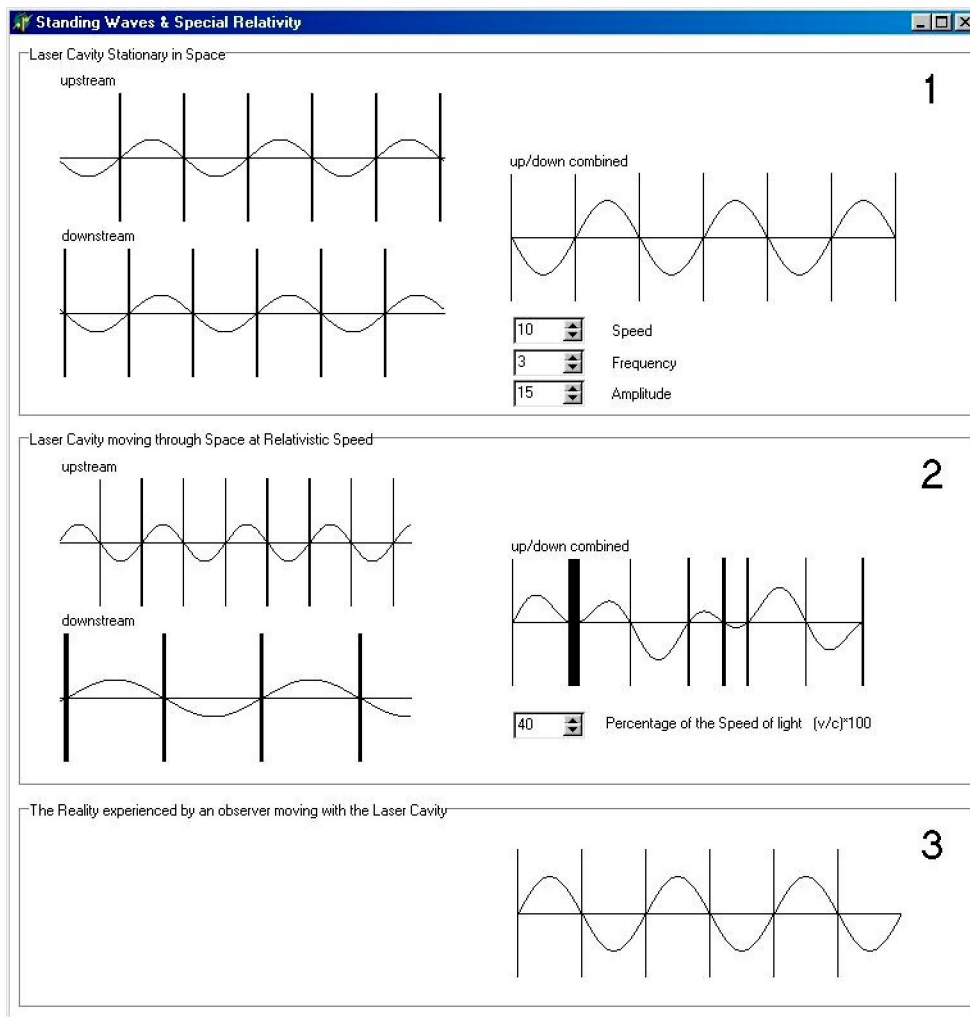 Standing Waves & Special Relativity
Laser Cavity Stationary in Space
1
upstream
up/down combined
downstream
10 Speed
3 Frequency
15 Amplitude
Laser Cavity moving through Space at Relativistic Speed
2
upstream
up/down combined
downstream
40 Percentage of the Speed of light (v/c)*100
The Reality experienced by an observer moving with the Laser Cavity
3